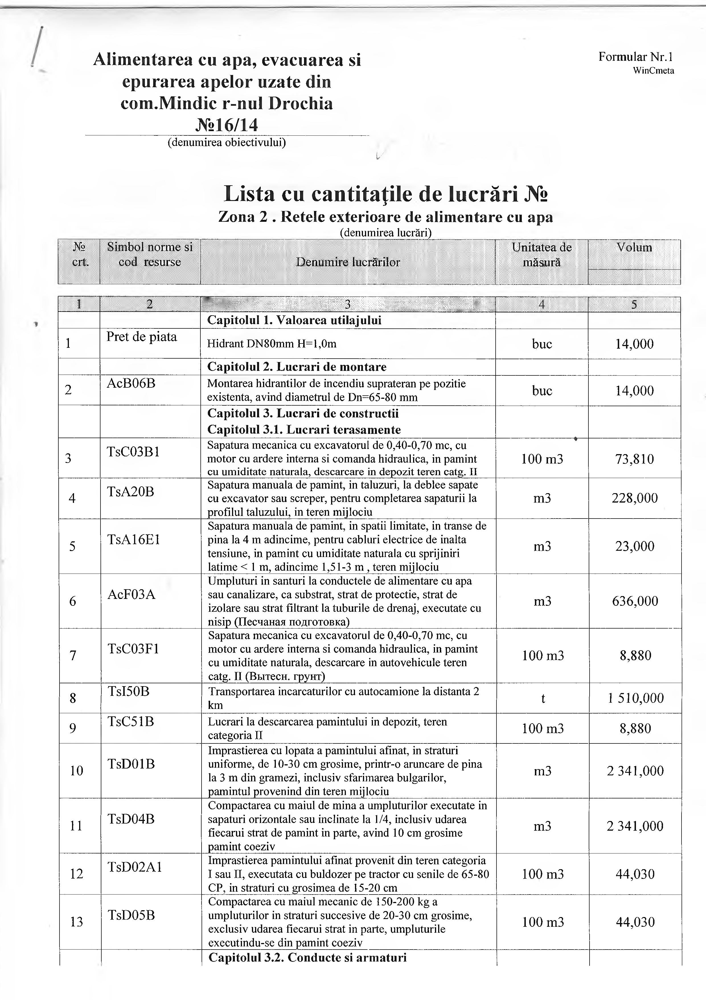 Alimentarea cu apa, evacuarea si
epurarea apelor uzate din
com.Mindic r-nul Drochia
№16/14
(denumirea obiectivului)
Formular Nr.1
WinCmeta
Lista cu cantitaţile de lucrări №
Zona 2 . Retele exterioare de alimentare cu apa
(denumirea lucrări)
№ crt.
Simbol norme si cod resurse
Denumire lucrărilor
Unitatea de măsură
Volum
1 2 3 4 5
Capitolul 1. Valoarea utilajului
1 Pret de piata Hidrant DN80mm H=1,0m buc 14,000
Capitolul 2. Lucrari de montare
2 AcB06B Montarea hidrantilor de incendiu suprateran pe pozitie
existenta, avind diametrul de Dn=65-80 mm buc 14,000
Capitolul 3. Lucrari de constructii
Capitolul 3.1. Lucrari terasamente
3 TsC03B1 Sapatura mecanica cu excavatorul de 0,40-0,70 mc, cu
motor cu ardere interna si comanda hidraulica, in pamint
cu umiditate naturala, descarcare in depozit teren catg. II 100 m3 73,810
4 TsA20B Sapatura manuala de pamint, in taluzuri, la deblee sapate
cu excavator sau screper, pentru completarea sapaturii la
profilul taluzului, in teren mijlociu m3 228,000
5 TsA16E1 Sapatura manuala de pamint, in spatii limitate, in transe de
pina la 4 m adincime, pentru cabluri electrice de inalta
tensiune, in pamint cu umiditate naturala cu sprijiniri
latime < 1 m, adincime 1,51-3 m , teren mijlociu m3 23,000
6 AcF03A Umpluturi in santuri la conductele de alimentare cu apa
sau canalizare, ca substrat, strat de protectie, strat de
izolare sau strat filtrant la tuburile de drenaj, executate cu
nisip (Песчаная подготовка) m3 636,000
7 TsC03F1 Sapatura mecanica cu excavatorul de 0,40-0,70 mc, cu
motor cu ardere interna si comanda hidraulica, in pamint
cu umiditate naturala, descarcare in autovehicule teren
catg. II (Вытесн. грунт) 100 m3 8,880
8 TsI50B Transportarea incarcaturilor cu autocamione la distanta 2
km t 1 510,000
9 TsC51B Lucrari la descarcarea pamintului in depozit, teren
categoria II 100 m3 8,880
10 TsD01B Imprastierea cu lopata a pamintului afinat, in straturi
uniforme, de 10-30 cm grosime, printr-o aruncare de pina
la 3 m din gramezi, inclusiv sfarimarea bulgarilor,
pamintul provenind din teren mijlociu m3 2 341,000
11 TsD04B Compactarea cu maiul de mina a umpluturilor executate in
sapaturi orizontale sau inclinate la 1/4, inclusiv udarea
fiecarui strat de pamint in parte, avind 10 cm grosime
pamint coeziv m3 2 341,000
12 TsD02A1 Imprastierea pamintului afinat provenit din teren categoria
I sau II, executata cu buldozer pe tractor cu senile de 65-80
CP, in straturi cu grosimea de 15-20 cm 100 m3 44,030
13 TsD05B Compactarea cu maiul mecanic de 150-200 kg a
umpluturilor in straturi succesive de 20-30 cm grosime,
exclusiv udarea fiecarui strat in parte, umpluturile
executindu-se din pamint coeziv 100 m3 44,030
Capitolul 3.2. Conducte si armaturi